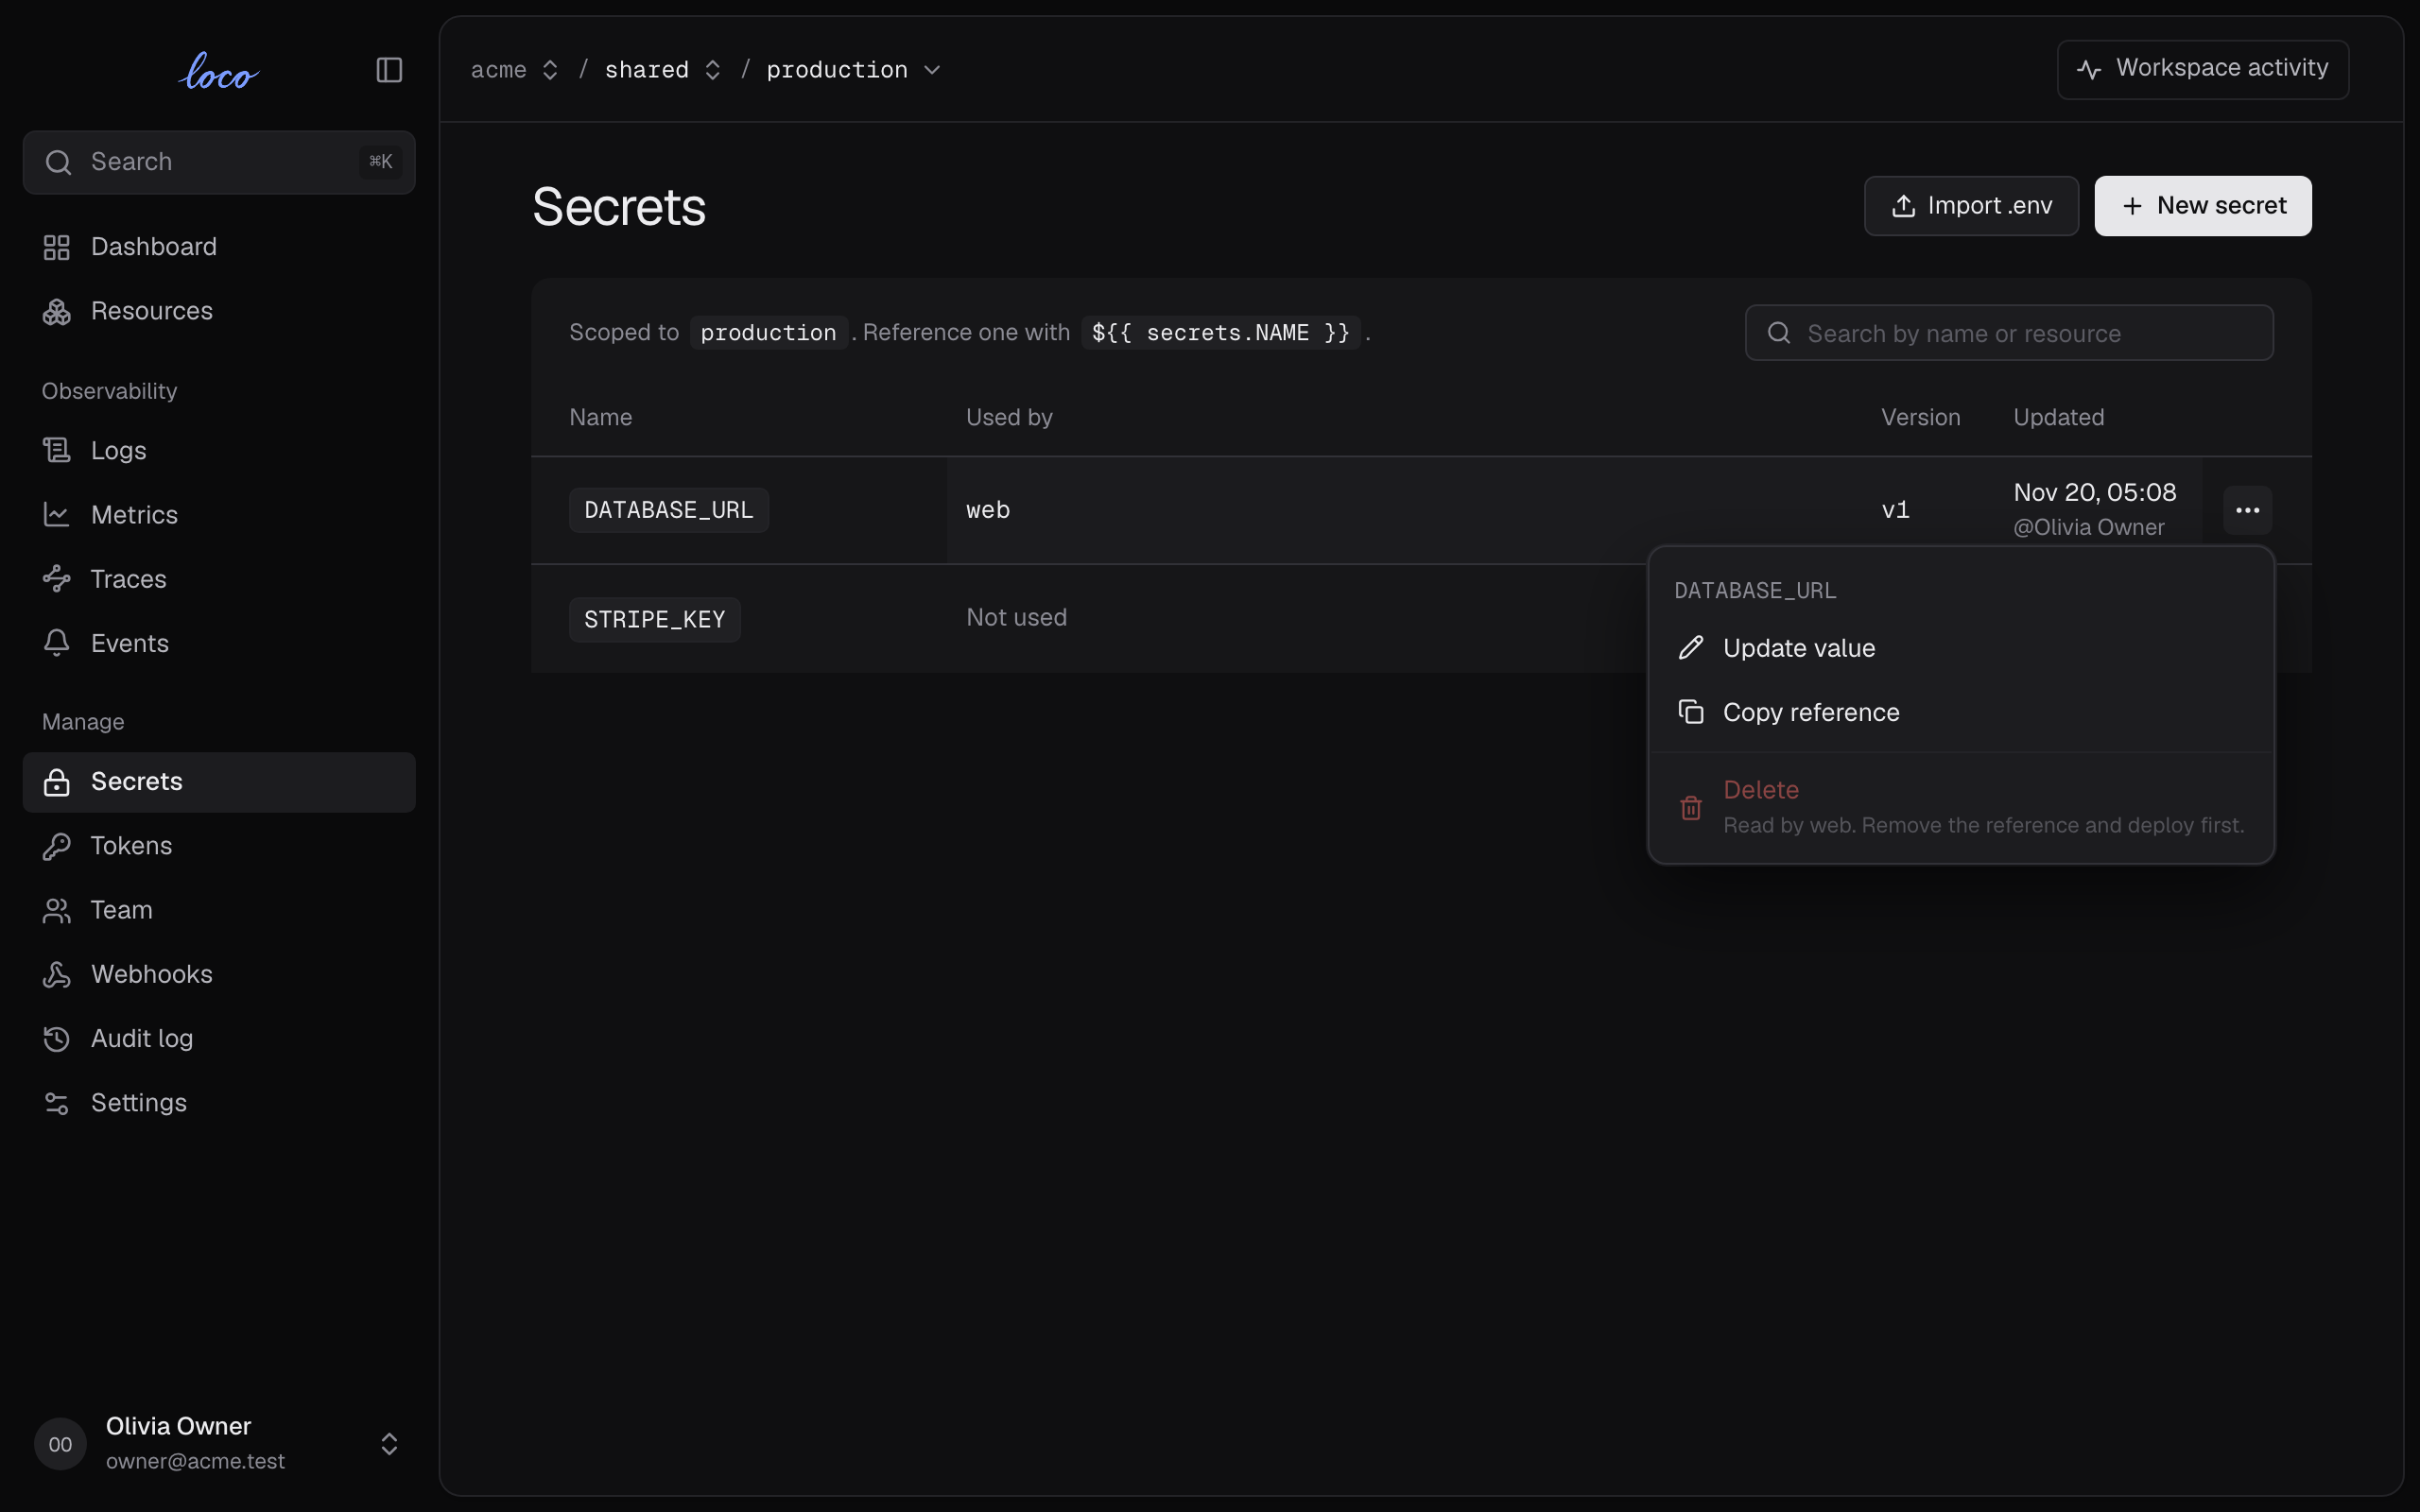 loco
Search ⌘K
Dashboard
Resources
Observability
Logs
Metrics
Traces
Events
Manage
Secrets
Tokens
Team
Webhooks
Audit log
Settings
OO
Olivia Owner
owner@acme.test
acme / shared / production
Workspace activity
Secrets
Import .env
New secret
Scoped to production. Reference one with ${{ secrets.NAME }}.
Search by name or resource
Name Used by Version Updated
DATABASE_URL web v1 Nov 20, 05:08
@Olivia Owner
STRIPE_KEY Not used
DATABASE_URL
Update value
Copy reference
Delete
Read by web. Remove the reference and deploy first.